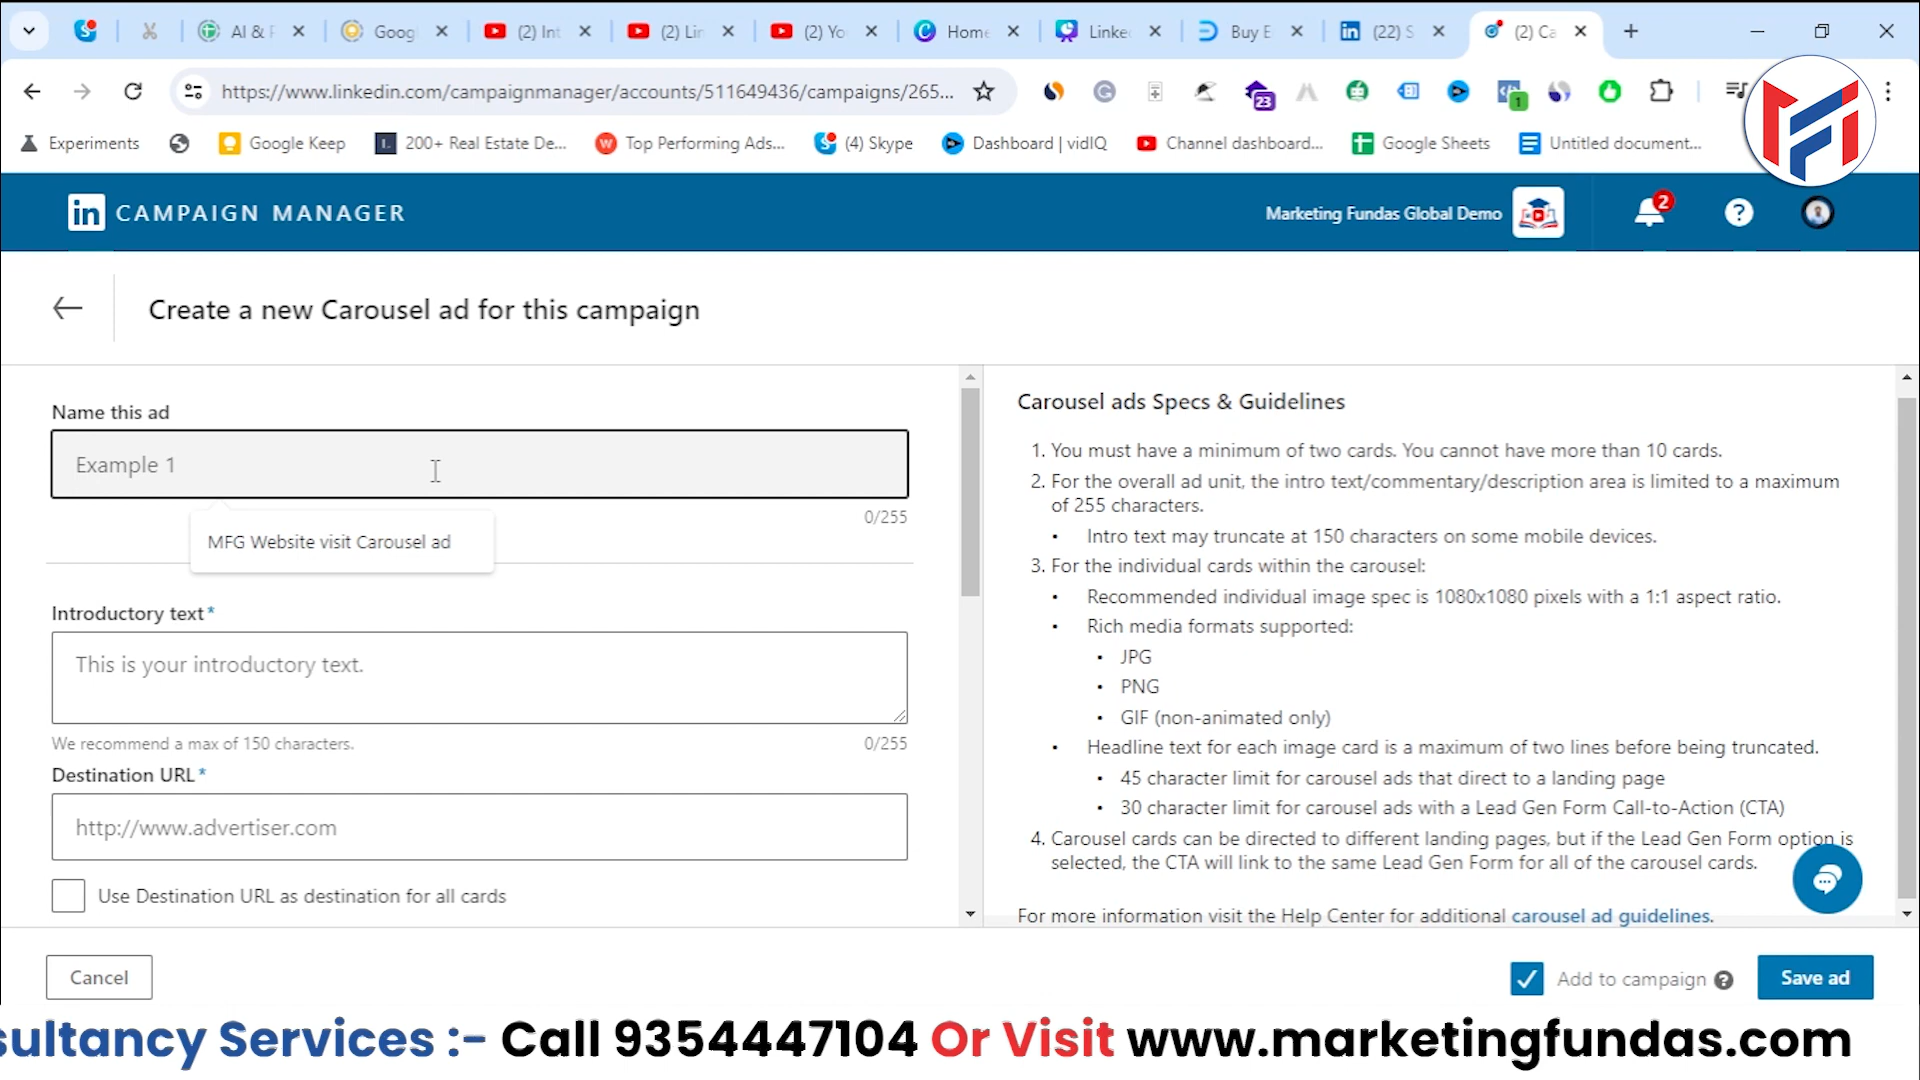 AI & F
Goog
(2) Int
(2) Lin
(2) Yo
Home
Linke
Buy E
(22) S
(2) Ca
https://www.linkedin.com/campaignmanager/accounts/511649436/campaigns/265...
23
1
Experiments
Google Keep
200+ Real Estate De...
Top Performing Ads...
(4) Skype
Dashboard | vidIQ
Channel dashboard...
Google Sheets
Untitled document...
in CAMPAIGN MANAGER
Marketing Fundas Global Demo
2
Create a new Carousel ad for this campaign
Name this ad
Example 1
0/255
MFG Website visit Carousel ad
Introductory text*
This is your introductory text.
We recommend a max of 150 characters.
0/255
Destination URL*
http://www.advertiser.com
Use Destination URL as destination for all cards
Carousel ads Specs & Guidelines
1. You must have a minimum of two cards. You cannot have more than 10 cards.
2. For the overall ad unit, the intro text/commentary/description area is limited to a maximum
of 255 characters.
• Intro text may truncate at 150 characters on some mobile devices.
3. For the individual cards within the carousel:
• Recommended individual image spec is 1080x1080 pixels with a 1:1 aspect ratio.
• Rich media formats supported:
• JPG
• PNG
• GIF (non-animated only)
• Headline text for each image card is a maximum of two lines before being truncated.
• 45 character limit for carousel ads that direct to a landing page
• 30 character limit for carousel ads with a Lead Gen Form Call-to-Action (CTA)
4. Carousel cards can be directed to different landing pages, but if the Lead Gen Form option is
selected, the CTA will link to the same Lead Gen Form for all of the carousel cards.
For more information visit the Help Center for additional carousel ad guidelines.
Cancel
Add to campaign
Save ad
sultancy Services :- Call 9354447104 Or Visit www.marketingfundas.com